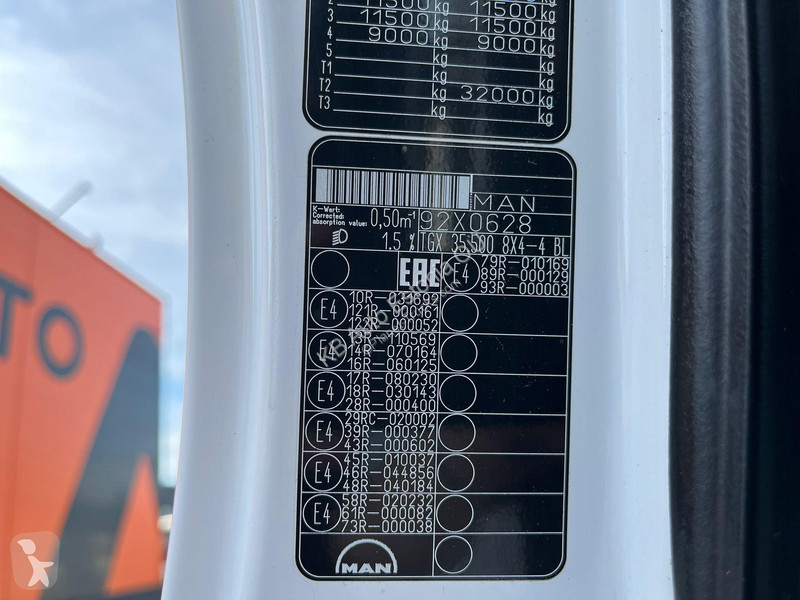 2 11500 kg 11500 kg
3 11500 kg 11500 kg
4 9000 kg 9000 kg
5 kg kg
T1 kg kg
T2 kg 32000 kg
T3 kg kg
MAN
K-Wert:
Corrected absorption value: 0,50m⁻¹ 92X0628
1.5 % TGX 35.500 8X4-4 BL
EAC E4 79R-010169
89R-000129
93R-000003
E4 10R-031692
121R-000161
122R-000052
E4 13R-110569
14R-070164
16R-060125
E4 17R-080230
18R-030143
28R-000400
E4 29RC-020002
39R-000377
43R-000602
E4 45R-010037
46R-044856
48R-040184
E4 58R-020232
61R-000082
73R-000038
MAN
TO